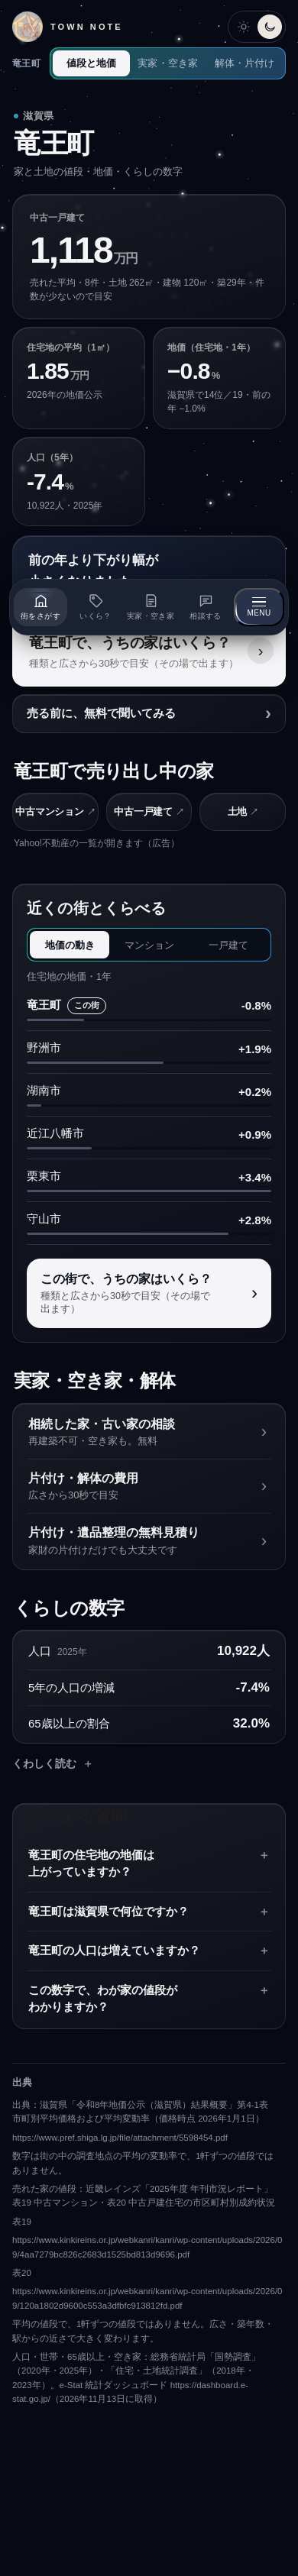 TOWN NOTE
竜王町
値段と地価
実家・空き家
解体・片付け
滋賀県
竜王町
家と土地の値段・地価・くらしの数字
中古一戸建て
1,118万円
売れた平均・8件・土地 262㎡・建物 120㎡・築29年・件
数が少ないので目安
住宅地の平均（1㎡）
1.85万円
2026年の地価公示
地価（住宅地・1年）
−0.8%
滋賀県で14位／19・前の
年 −1.0%
人口（5年）
-7.4%
10,922人・2025年
前の年より下がり幅が
街をさがす
いくら？
実家・空き家
相談する
MENU
竜王町で、うちの家はいくら？
種類と広さから30秒で目安（その場で出ます）
売る前に、無料で聞いてみる
竜王町で売り出し中の家
中古マンション ↗
中古一戸建て ↗
土地 ↗
Yahoo!不動産の一覧が開きます（広告）
近くの街とくらべる
地価の動き
マンション
一戸建て
住宅地の地価・1年
竜王町 この街 -0.8%
野洲市 +1.9%
湖南市 +0.2%
近江八幡市 +0.9%
栗東市 +3.4%
守山市 +2.8%
この街で、うちの家はいくら？
種類と広さから30秒で目安（その場で
出ます）
実家・空き家・解体
相続した家・古い家の相談
再建築不可・空き家も。無料
片付け・解体の費用
広さから30秒で目安
片付け・遺品整理の無料見積り
家財の片付けだけでも大丈夫です
くらしの数字
人口 2025年 10,922人
5年の人口の増減 -7.4%
65歳以上の割合 32.0%
くわしく読む ＋
竜王町の住宅地の地価は
上がっていますか？
竜王町は滋賀県で何位ですか？
竜王町の人口は増えていますか？
この数字で、わが家の値段が
わかりますか？
出典
出典：滋賀県「令和8年地価公示（滋賀県）結果概要」第4-1表
市町別平均価格および平均変動率（価格時点 2026年1月1日）
https://www.pref.shiga.lg.jp/file/attachment/5598454.pdf
数字は街の中の調査地点の平均の変動率で、1軒ずつの値段では
ありません。
売れた家の値段：近畿レインズ「2025年度 年刊市況レポート」
表19 中古マンション・表20 中古戸建住宅の市区町村別成約状況
表19
https://www.kinkireins.or.jp/webkanri/kanri/wp-content/uploads/2026/0
9/4aa7279bc826c2683d1525bd813d9696.pdf
表20
https://www.kinkireins.or.jp/webkanri/kanri/wp-content/uploads/2026/0
9/120a1802d9600c553a3dfbfc913812fd.pdf
平均の値段で、1軒ずつの値段ではありません。広さ・築年数・
駅からの近さで大きく変わります。
人口・世帯・65歳以上・空き家：総務省統計局「国勢調査」
（2020年・2025年）・「住宅・土地統計調査」（2018年・
2023年）。e-Stat 統計ダッシュボード https://dashboard.e-
stat.go.jp/（2026年11月13日に取得）